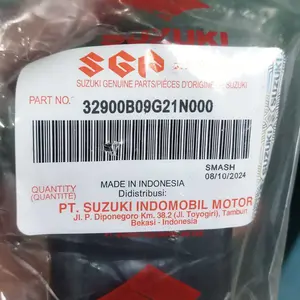 SUZUKI
SGP
SUZUKI GENUINE PARTS/PIÈCES D'ORIGINE SUZUKI
PART NO. 32900B09G21N000
SMASH
MADE IN INDONESIA 08/10/2024
QUANTITY Didistribusi:
(QUANTITE)
PT. SUZUKI INDOMOBIL MOTOR
Jl. P. Diponegoro Km. 38.2 (Jl. Toyogiri), Tambun
Bekasi - Indonesia